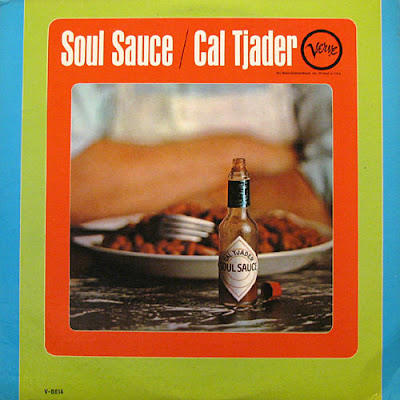 Soul Sauce / Cal Tjader
Verve
CAL TJADER
SOUL SAUCE
V-8614